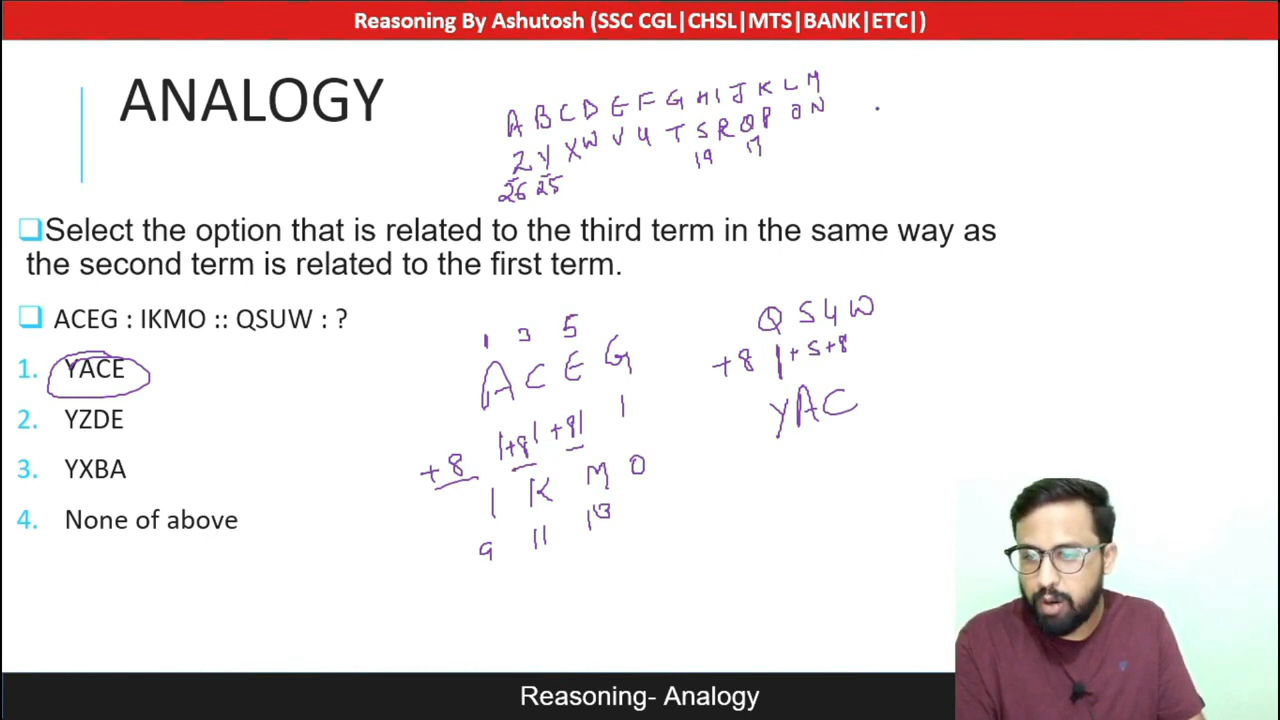 Reasoning By Ashutosh (SSC CGL|CHSL|MTS|BANK|ETC|)
ANALOGY
A B C D E F G H I J K L M
Z Y X W V U T S R Q P O N
26 25 19 17
❑Select the option that is related to the third term in the same way as
the second term is related to the first term.
❑ ACEG : IKMO :: QSUW : ?
1. YACE
2. YZDE
3. YXBA
4. None of above
1 3 5
A C E G
+8 +8 +8
I K M O
9 11 13
Q S U W
+8 +8
Y A C
Reasoning- Analogy